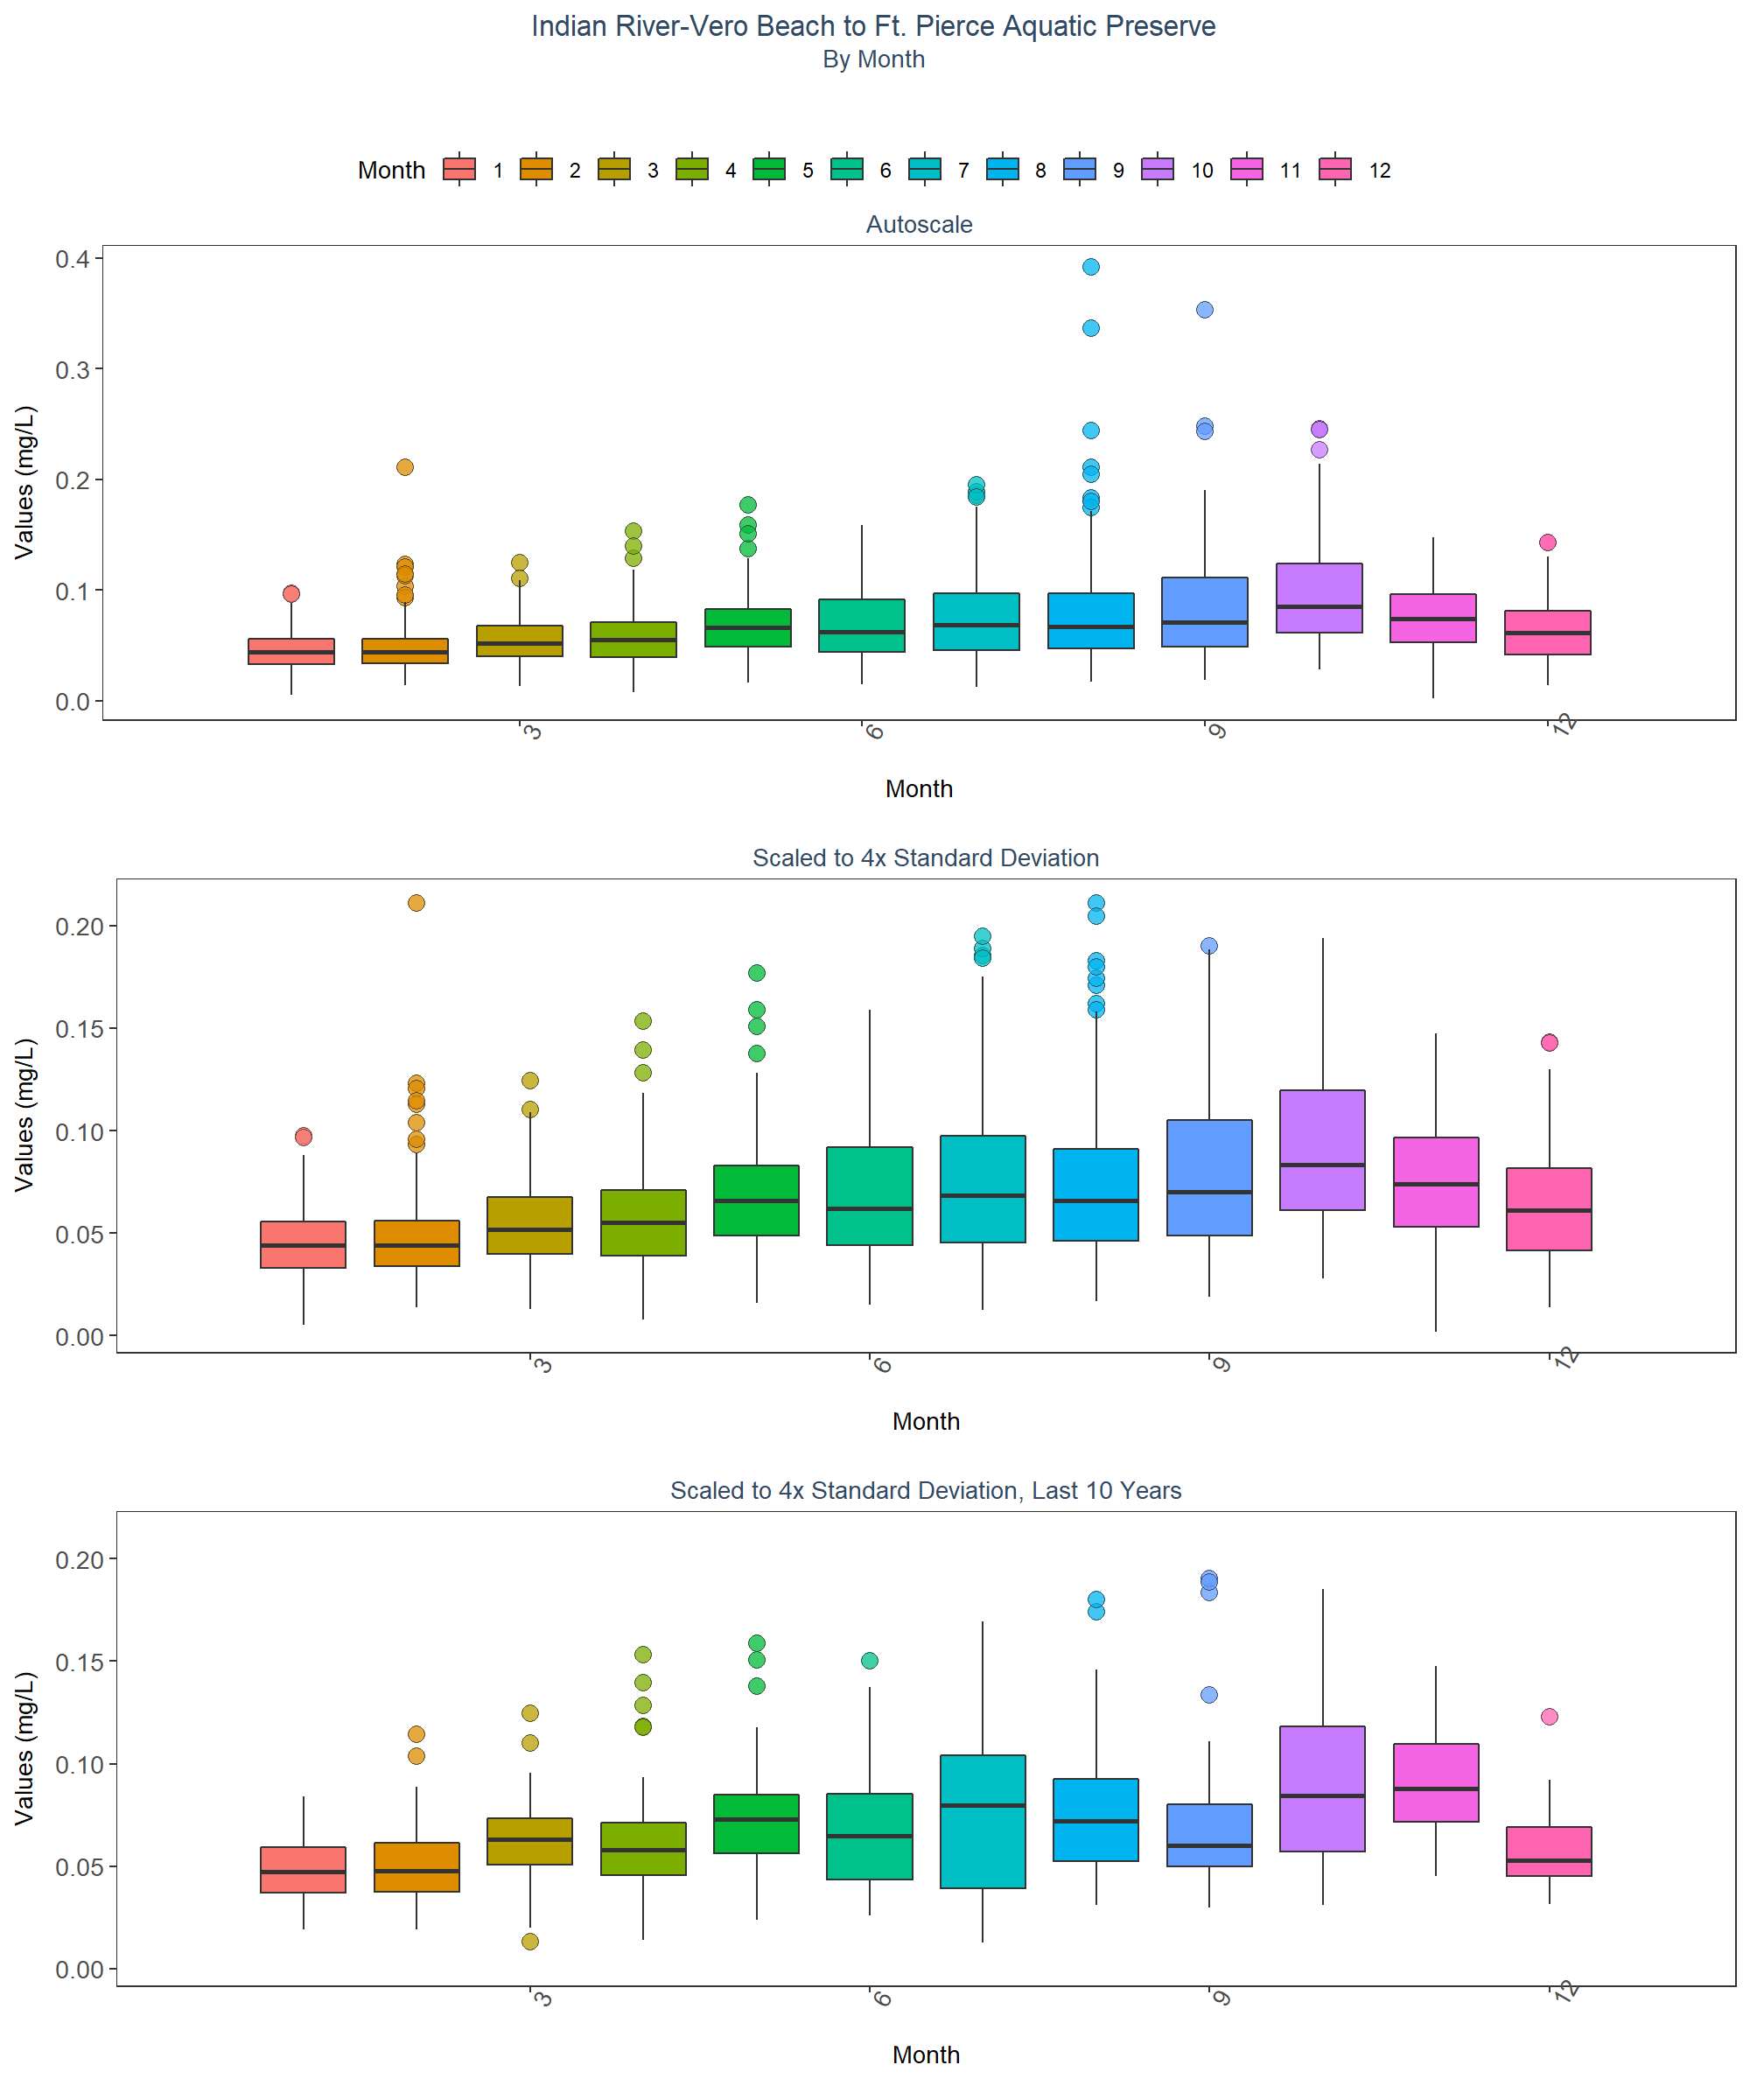 Indian River-Vero Beach to Ft. Pierce Aquatic Preserve
By Month
Month 1 2 3 4 5 6 7 8 9 10 11 12
Autoscale
Values (mg/L)
0.4
0.3
0.2
0.1
0.0
3 6 9 12
Month
Scaled to 4x Standard Deviation
Values (mg/L)
0.20
0.15
0.10
0.05
0.00
3 6 9 12
Month
Scaled to 4x Standard Deviation, Last 10 Years
Values (mg/L)
0.20
0.15
0.10
0.05
0.00
3 6 9 12
Month